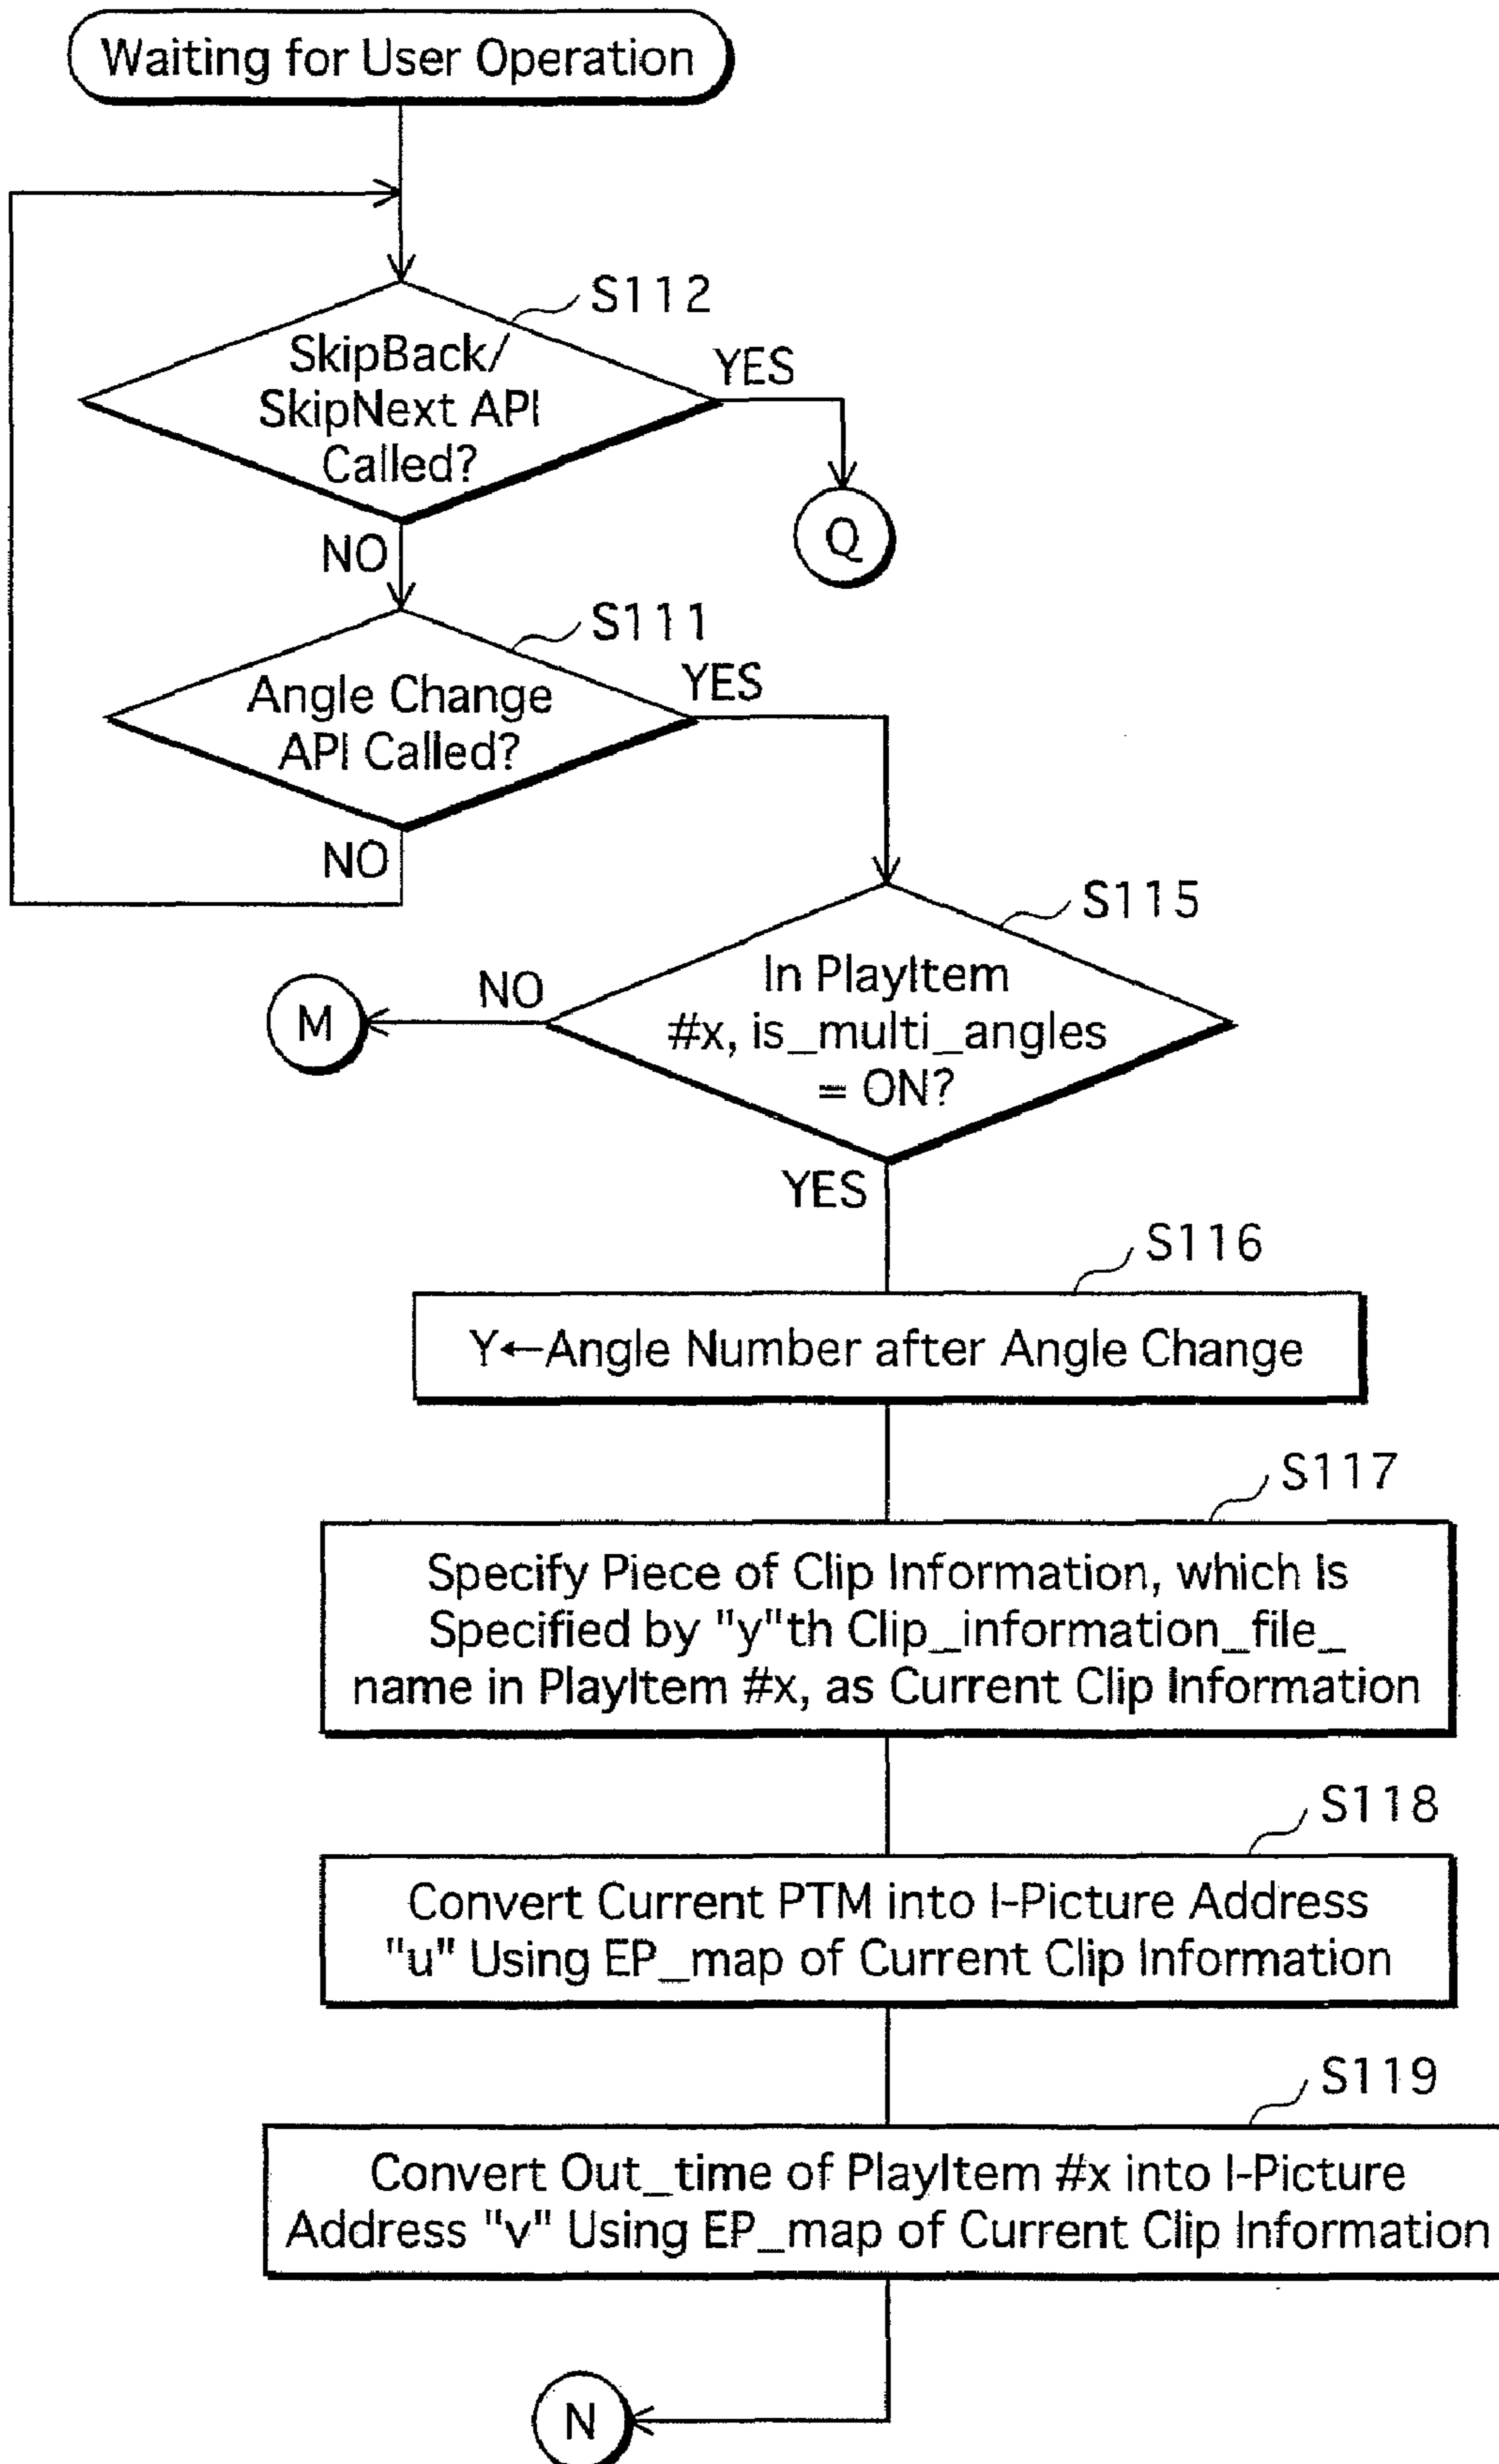 Waiting for User Operation
S112
SkipBack/
SkipNext API
Called?
YES
Q
NO
S111
Angle Change
API Called?
YES
NO
S115
In PlayItem
#x, is_multi_angles
= ON?
NO
M
YES
S116
Y←Angle Number after Angle Change
S117
Specify Piece of Clip Information, which Is
Specified by "y"th Clip_information_file_
name in PlayItem #x, as Current Clip Information
S118
Convert Current PTM into I-Picture Address
"u" Using EP_map of Current Clip Information
S119
Convert Out_time of PlayItem #x into I-Picture
Address "v" Using EP_map of Current Clip Information
N